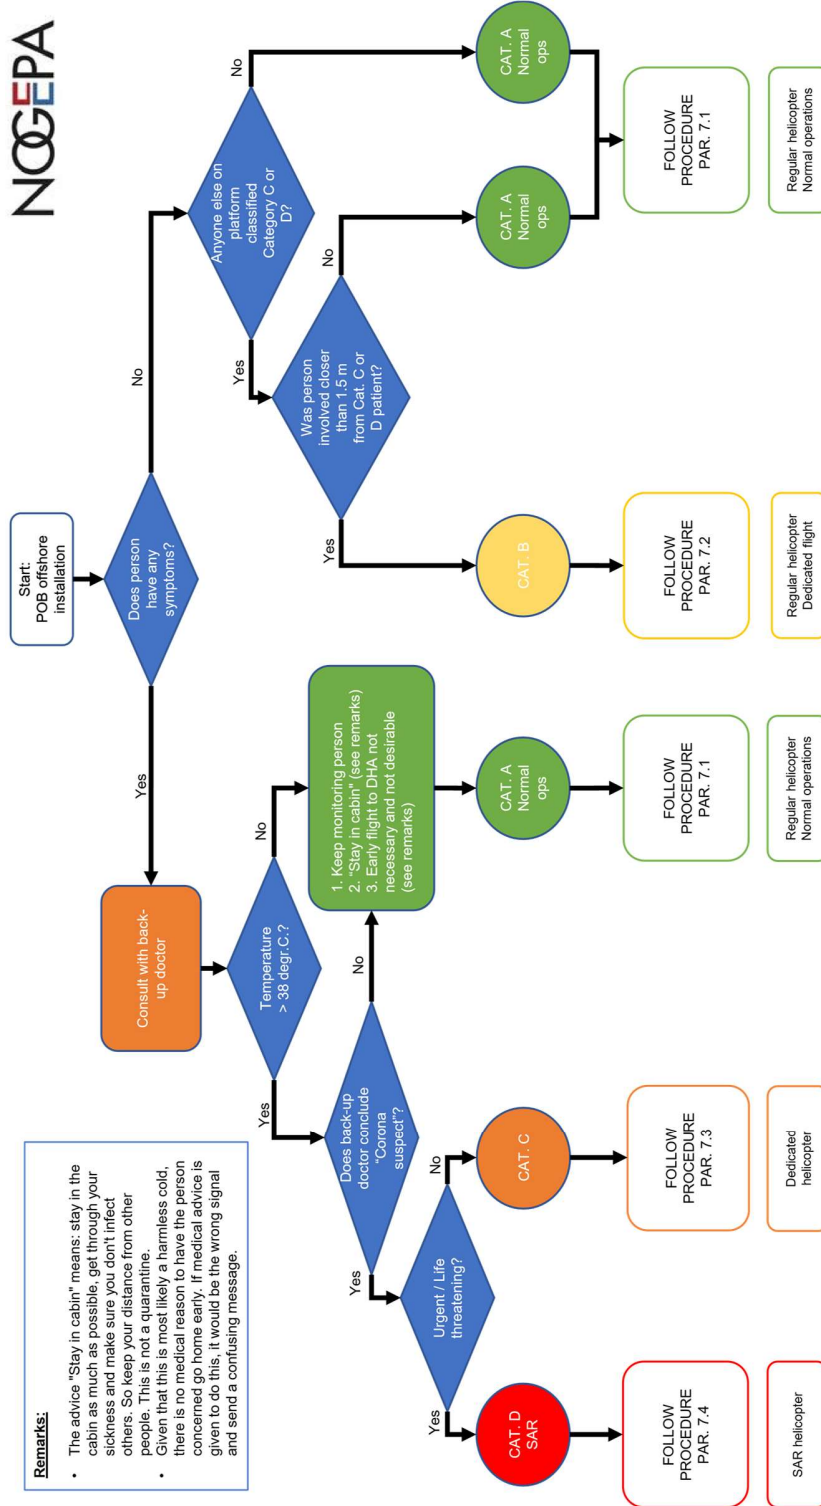 NOGEPA
Start:
POB offshore
installation
Does person
have any
symptoms?
Yes
No
Remarks:
• The advice "Stay in cabin" means: stay in the
cabin as much as possible, get through your
sickness and make sure you don't infect
others. So keep your distance from other
people. This is not a quarantine.
• Given that this is most likely a harmless cold,
there is no medical reason to have the person
concerned go home early. If medical advice is
given to do this, it would be the wrong signal
and send a confusing message.
Consult with back-
up doctor
Temperature
> 38 degr.C.?
Yes
No
Does back-up
doctor conclude
“Corona
suspect”?
Yes
No
1. Keep monitoring person
2. “Stay in cabin” (see remarks)
3. Early flight to DHA not
necessary and not desirable
(see remarks)
Urgent / Life
threatening?
Yes
No
Anyone else on
platform
classified
Category C or
D?
Yes
No
Was person
involved closer
than 1.5 m
from Cat. C or
D patient?
Yes
No
CAT. D
SAR
CAT. C
CAT. A
Normal
ops
CAT. B
CAT. A
Normal
ops
CAT. A
Normal
ops
FOLLOW
PROCEDURE
PAR. 7.4
FOLLOW
PROCEDURE
PAR. 7.3
FOLLOW
PROCEDURE
PAR. 7.1
FOLLOW
PROCEDURE
PAR. 7.2
FOLLOW
PROCEDURE
PAR. 7.1
SAR helicopter
Dedicated
helicopter
Regular helicopter
Normal operations
Regular helicopter
Dedicated flight
Regular helicopter
Normal operations